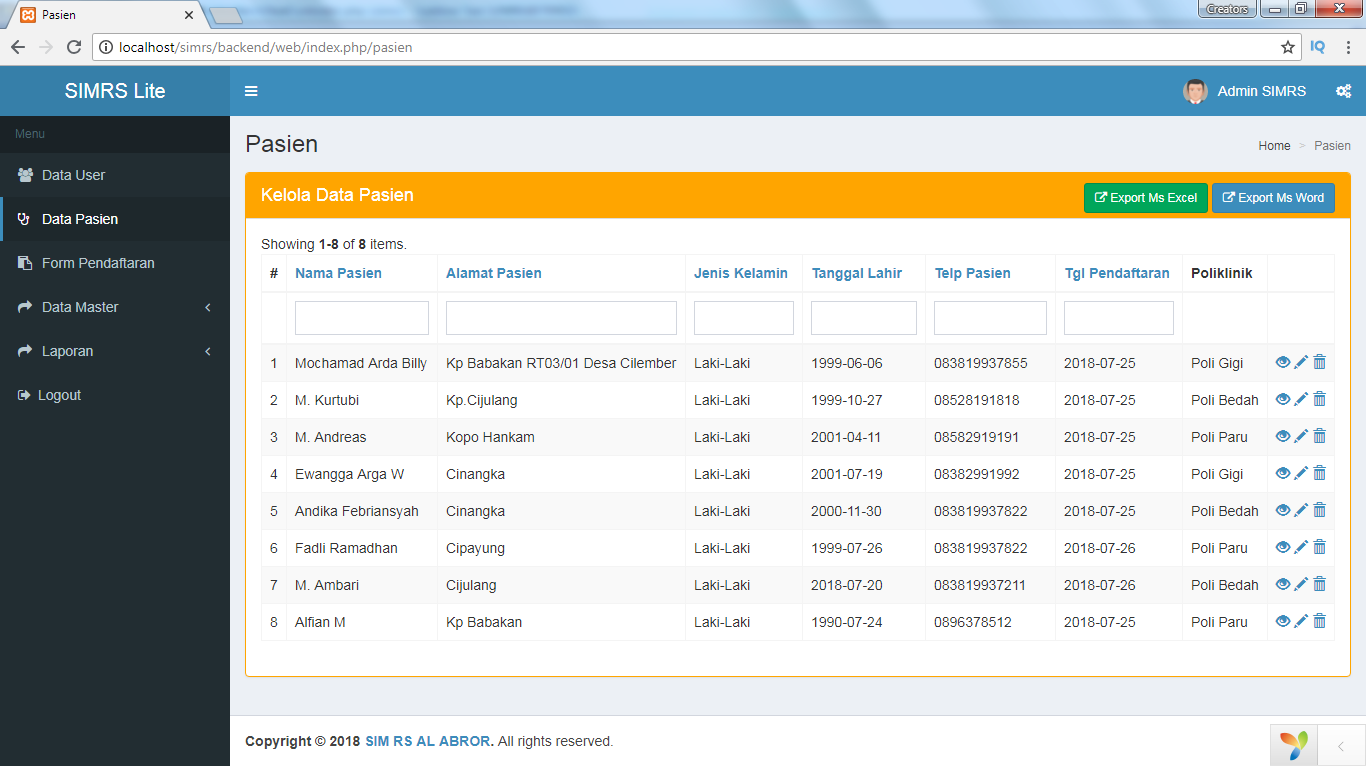 Pasien
Creators
localhost/simrs/backend/web/index.php/pasien
IQ
SIMRS Lite
Admin SIMRS
Menu
Data User
Data Pasien
Form Pendaftaran
Data Master
Laporan
Logout
Pasien
Home > Pasien
Kelola Data Pasien
Export Ms Excel
Export Ms Word
Showing 1-8 of 8 items.
# Nama Pasien Alamat Pasien Jenis Kelamin Tanggal Lahir Telp Pasien Tgl Pendaftaran Poliklinik
1 Mochamad Arda Billy Kp Babakan RT03/01 Desa Cilember Laki-Laki 1999-06-06 083819937855 2018-07-25 Poli Gigi
2 M. Kurtubi Kp.Cijulang Laki-Laki 1999-10-27 08528191818 2018-07-25 Poli Bedah
3 M. Andreas Kopo Hankam Laki-Laki 2001-04-11 08582919191 2018-07-25 Poli Paru
4 Ewangga Arga W Cinangka Laki-Laki 2001-07-19 08382991992 2018-07-25 Poli Gigi
5 Andika Febriansyah Cinangka Laki-Laki 2000-11-30 083819937822 2018-07-25 Poli Bedah
6 Fadli Ramadhan Cipayung Laki-Laki 1999-07-26 083819937822 2018-07-26 Poli Paru
7 M. Ambari Cijulang Laki-Laki 2018-07-20 083819937211 2018-07-26 Poli Bedah
8 Alfian M Kp Babakan Laki-Laki 1990-07-24 0896378512 2018-07-25 Poli Paru
Copyright © 2018 SIM RS AL ABROR. All rights reserved.